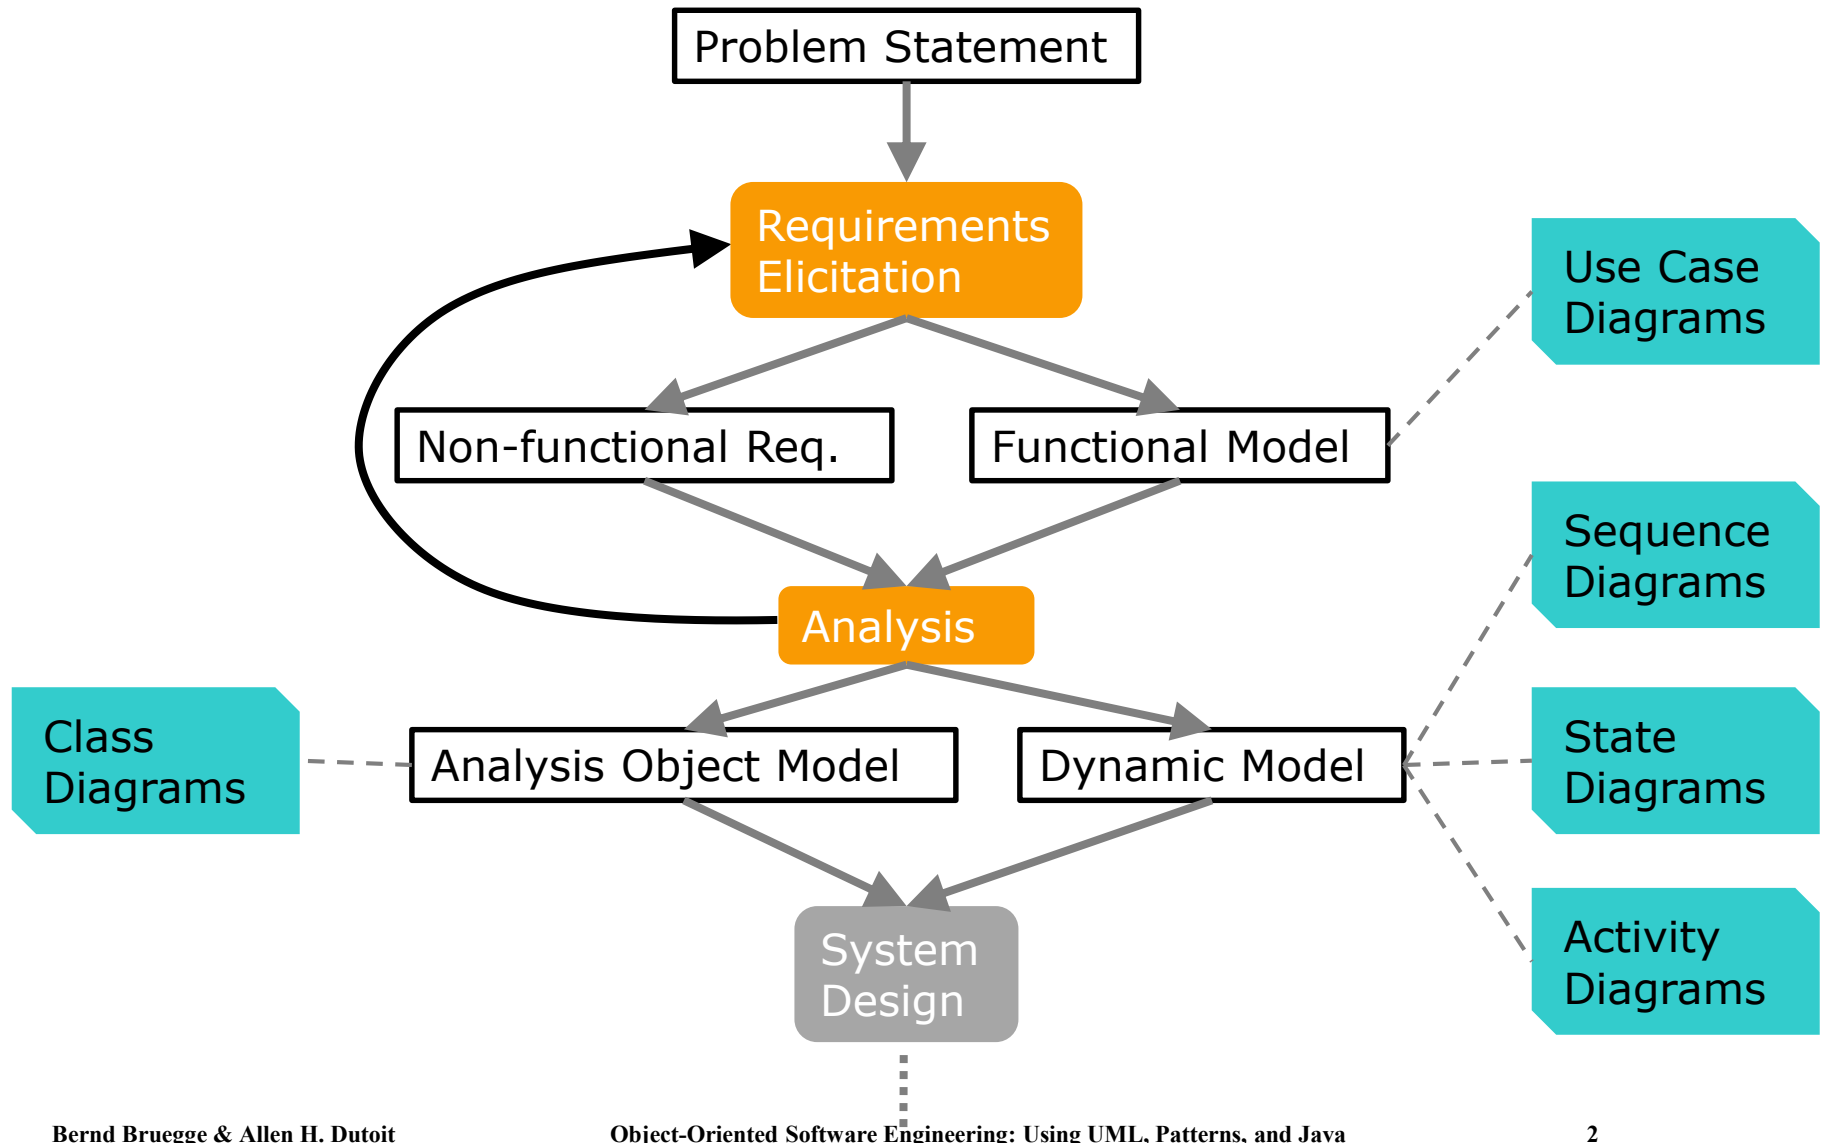 Problem Statement
Requirements
Elicitation
Use Case
Diagrams
Non-functional Req.
Functional Model
Sequence
Diagrams
Analysis
Class
Diagrams
Analysis Object Model
Dynamic Model
State
Diagrams
System
Design
Activity
Diagrams
Bernd Bruegge & Allen H. Dutoit
Object-Oriented Software Engineering: Using UML, Patterns, and Java
2